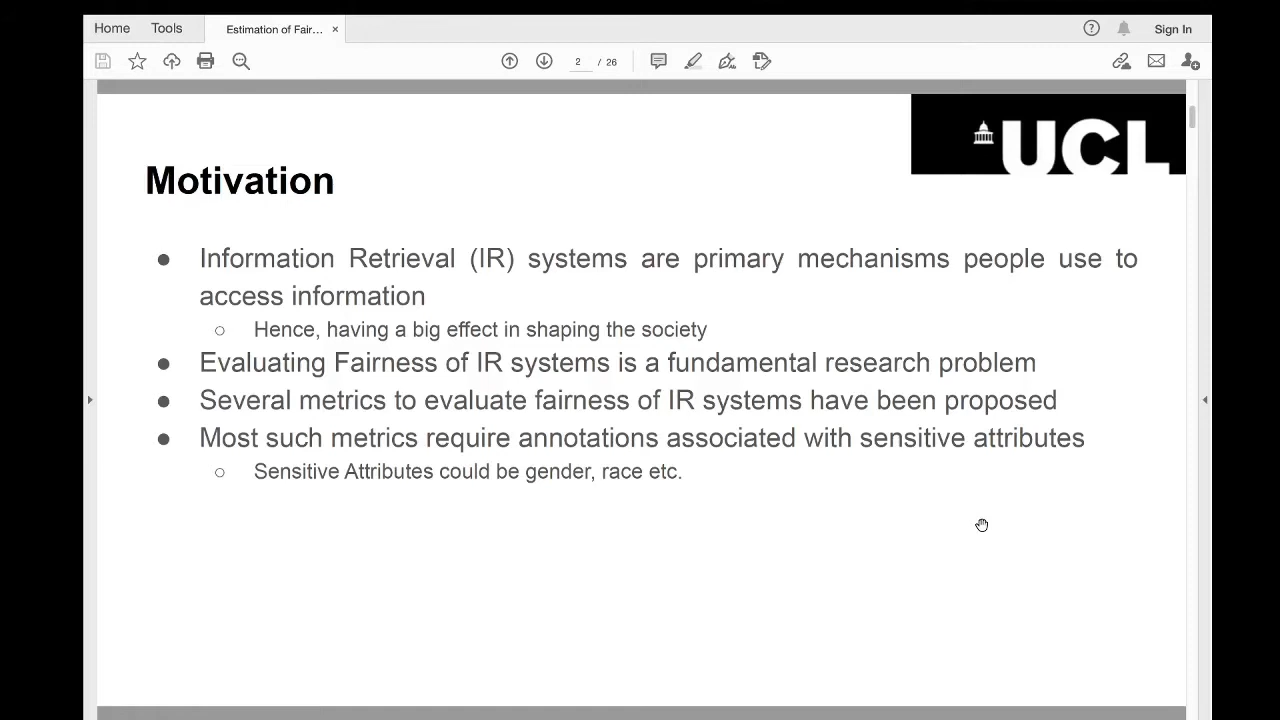 Home Tools Estimation of Fair... × Sign In
2 / 26
UCL
Motivation
● Information Retrieval (IR) systems are primary mechanisms people use to
access information
○ Hence, having a big effect in shaping the society
● Evaluating Fairness of IR systems is a fundamental research problem
● Several metrics to evaluate fairness of IR systems have been proposed
● Most such metrics require annotations associated with sensitive attributes
○ Sensitive Attributes could be gender, race etc.